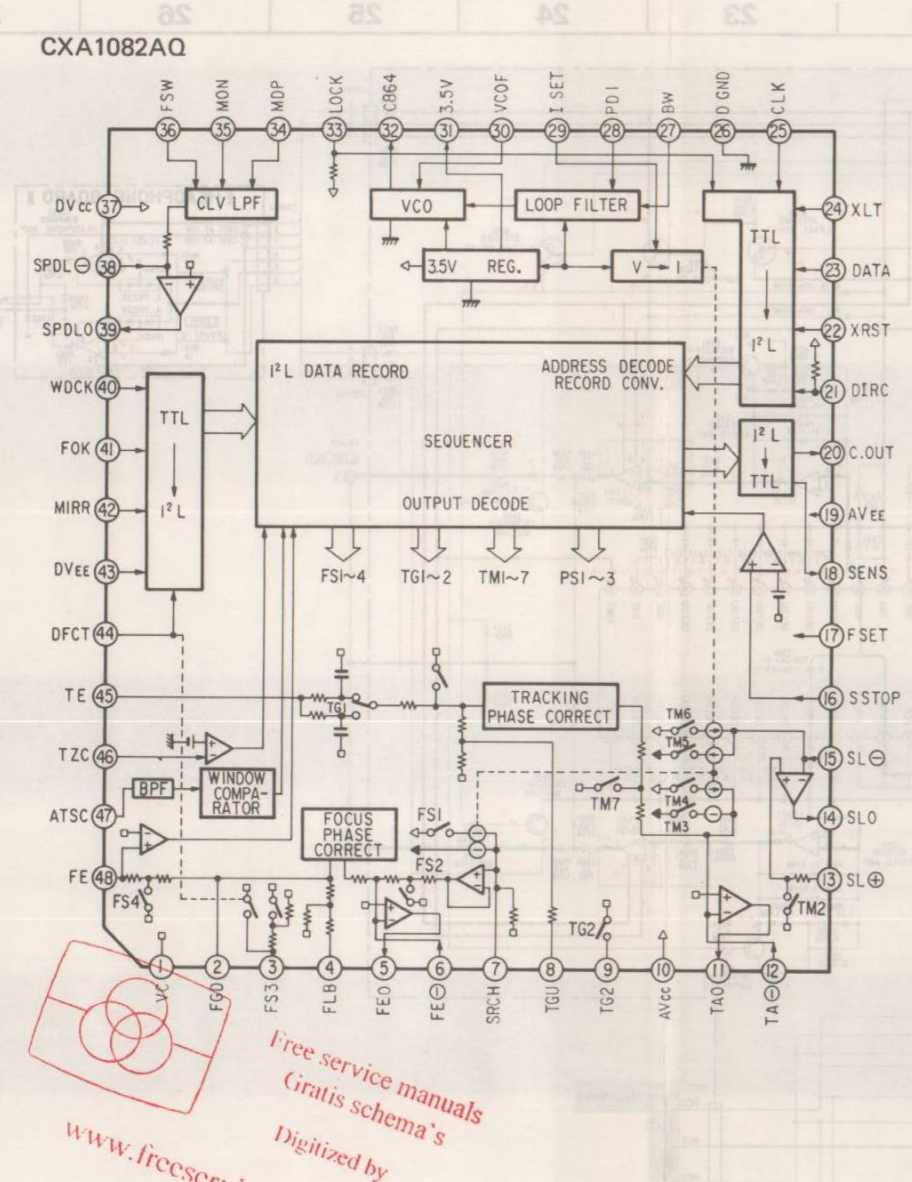 26 25 24 23
CXA1082AQ
FSW MON MDP LOCK C864 3.5V VCOF ISET PDI BW DGND CLK
36 35 34 33 32 31 30 29 28 27 26 25
DVcc 37
CLV LPF
VCO
LOOP FILTER
24 XLT
TTL
↓
I²L
SPDL⊖ 38
3.5V REG.
V → I
23 DATA
SPDLO 39
22 XRST
I²L DATA RECORD
ADDRESS DECODE
RECORD CONV.
WDCK 40
TTL
↓
I²L
21 DIRC
SEQUENCER
FOK 41
I²L
↓
TTL
20 C.OUT
OUTPUT DECODE
MIRR 42
19 AVEE
DVEE 43
FS1~4 TG1~2 TM1~7 PS1~3
18 SENS
DFCT 44
17 FSET
TE 45
TG1
TRACKING
PHASE CORRECT
16 SSTOP
TM6
TM5
TZC 46
15 SL⊖
BPF
WINDOW
COMPA-
RATOR
TM7
TM4
TM3
ATSC 47
FOCUS
PHASE
CORRECT
FS1
FS2
14 SLO
FE 48
FS4
13 SL⊕
TM2
TG2
1 2 3 4 5 6 7 8 9 10 11 12
VC FGD FS3 FLB FEO FE⊖ SRCH TGU TG2 AVcc TAO TA⊖
Free service manuals
Gratis schema's
Digitized by